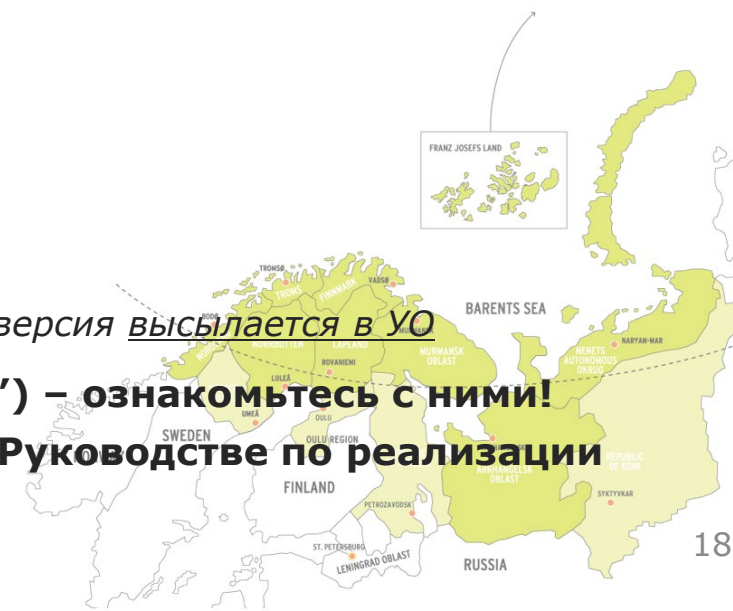 FRANZ JOSEFS LAND
TROMSØ
VADSØ
TROMS
FINNMARK
BARENTS SEA
BODØ
версия высылается в УО
MURMANSK
NARYAN-MAR
NORRBOTTEN
LAPLAND
ROVANIEMI
MURMANSK
OBLAST
NENETS
AUTONOMOUS
OKRUG
LULEÅ
’) – ознакомьтесь с ними!
UMEÅ
OULU
SWEDEN
OULU REGION
Руководстве по реализации
NORWAY
ARKHANGELSK
OBLAST
REPUBLIC
OF KOMI
FINLAND
SYKTYVKAR
PETROZAVODSK
ST. PETERSBURG
LENINGRAD OBLAST
RUSSIA
18